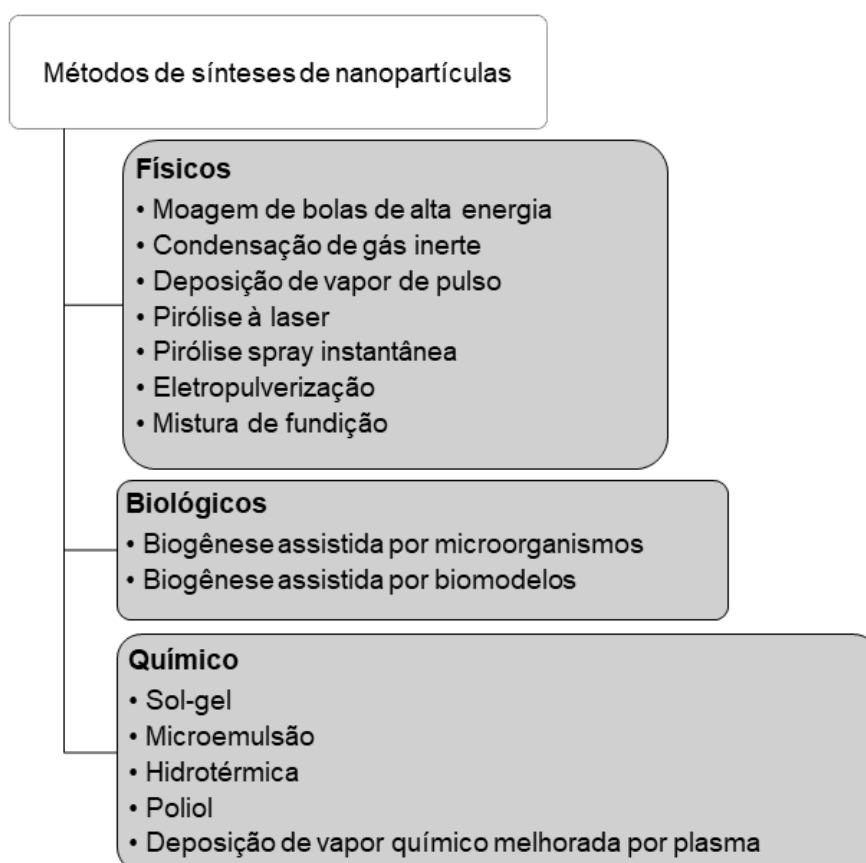 Métodos de sínteses de nanopartículas
Físicos
• Moagem de bolas de alta energia
• Condensação de gás inerte
• Deposição de vapor de pulso
• Pirólise à laser
• Pirólise spray instantânea
• Eletropulverização
• Mistura de fundição
Biológicos
• Biogênese assistida por microorganismos
• Biogênese assistida por biomodelos
Químico
• Sol-gel
• Microemulsão
• Hidrotérmica
• Poliol
• Deposição de vapor químico melhorada por plasma